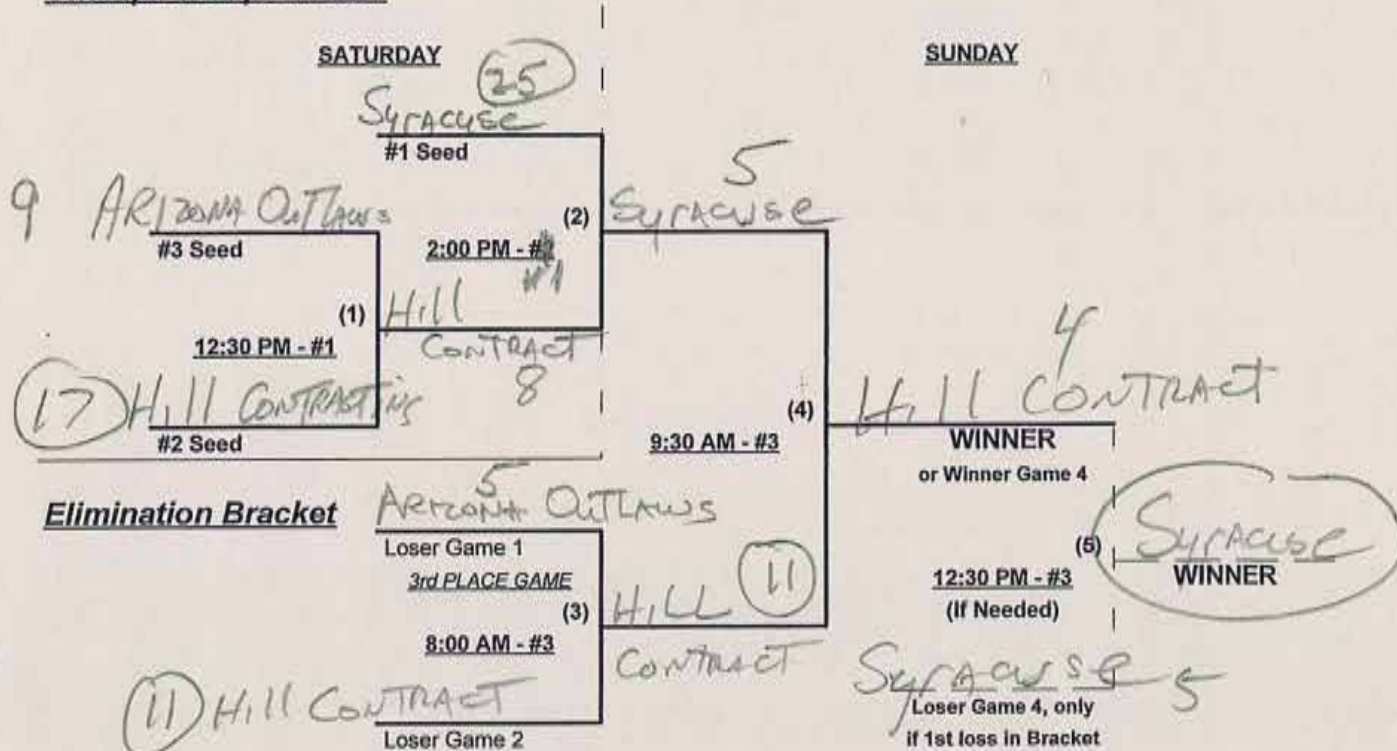 SATURDAY
SUNDAY
25
Syracuse
#1 Seed
5
9 ARIZONA OUTLAWS
(2) Syracuse
#3 Seed
2:00 PM -
#1
(1) Hill
CONTRACT
12:30 PM - #1
8
4
17 Hill CONTRASTING
(4) Hill CONTRACT
#2 Seed
9:30 AM - #3
WINNER
or Winner Game 4
5
Elimination Bracket
ARIZONA OUTLAWS
Loser Game 1
(5) Syracuse
3rd PLACE GAME
11
12:30 PM - #3
WINNER
(3) HILL
(If Needed)
8:00 AM - #3
CONTRACT
Syracuse 5
11 Hill CONTRACT
Loser Game 4, only
Loser Game 2
if 1st loss in Bracket